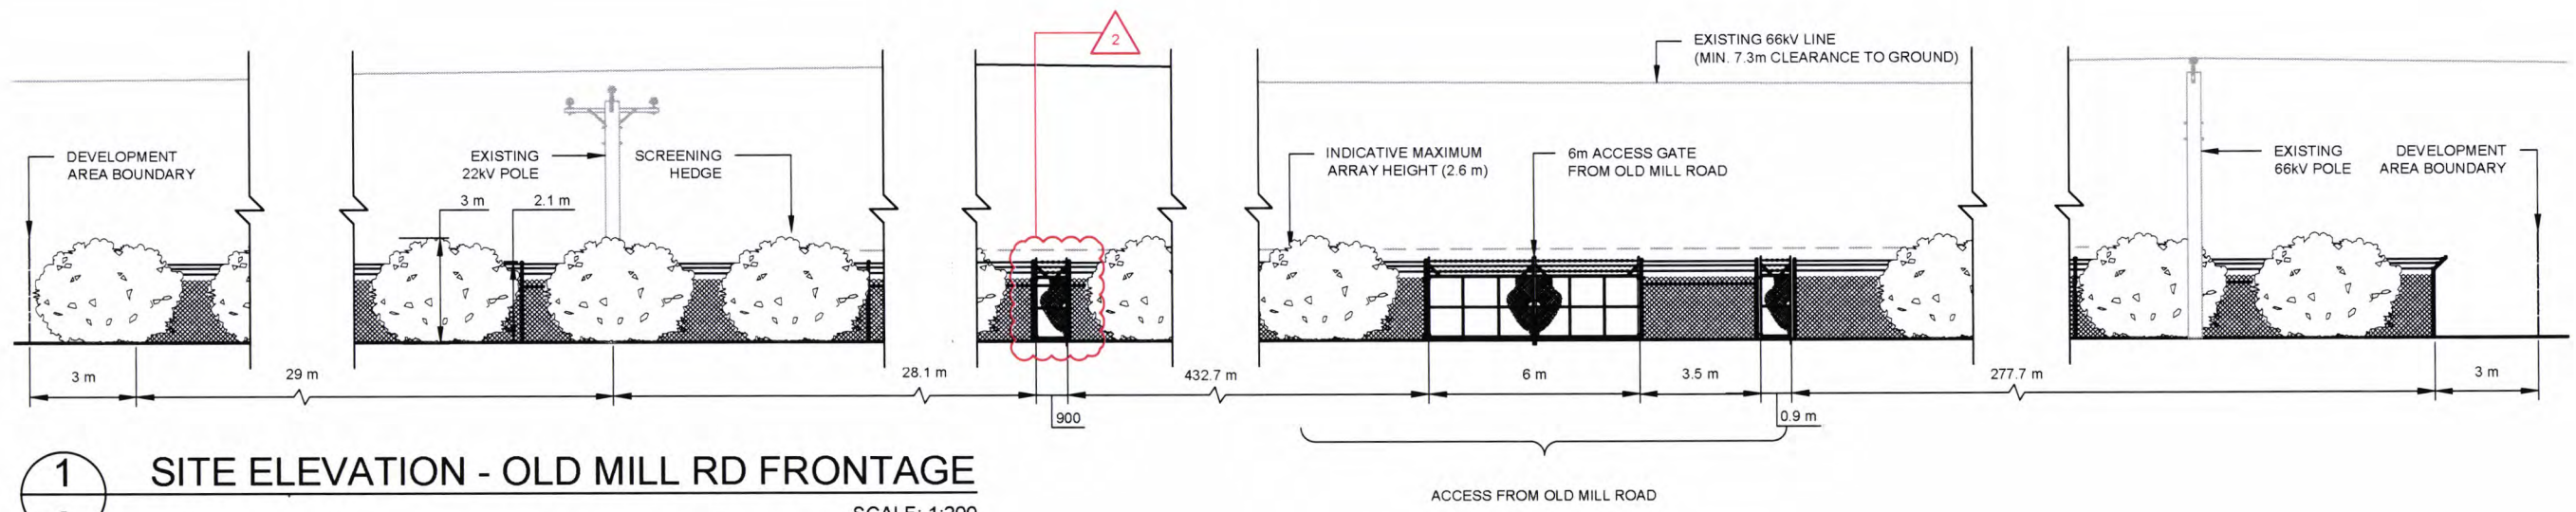 2
EXISTING 66kV LINE
(MIN. 7.3m CLEARANCE TO GROUND)
DEVELOPMENT
AREA BOUNDARY
EXISTING
22kV POLE
SCREENING
HEDGE
INDICATIVE MAXIMUM
ARRAY HEIGHT (2.6 m)
6m ACCESS GATE
FROM OLD MILL ROAD
EXISTING
66kV POLE
DEVELOPMENT
AREA BOUNDARY
3 m
2.1 m
3 m
29 m
28.1 m
432.7 m
6 m
3.5 m
277.7 m
3 m
900
0.9 m
1
SITE ELEVATION - OLD MILL RD FRONTAGE
ACCESS FROM OLD MILL ROAD